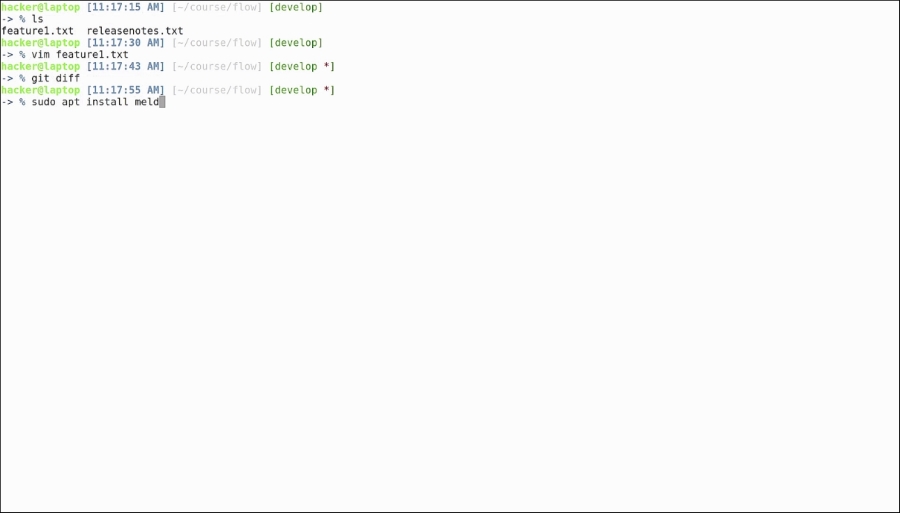 hacker@laptop [11:17:15 AM] [~/course/flow] [develop]
-> % ls
feature1.txt  releasenotes.txt
hacker@laptop [11:17:30 AM] [~/course/flow] [develop]
-> % vim feature1.txt
hacker@laptop [11:17:43 AM] [~/course/flow] [develop *]
-> % git diff
hacker@laptop [11:17:55 AM] [~/course/flow] [develop *]
-> % sudo apt install meld